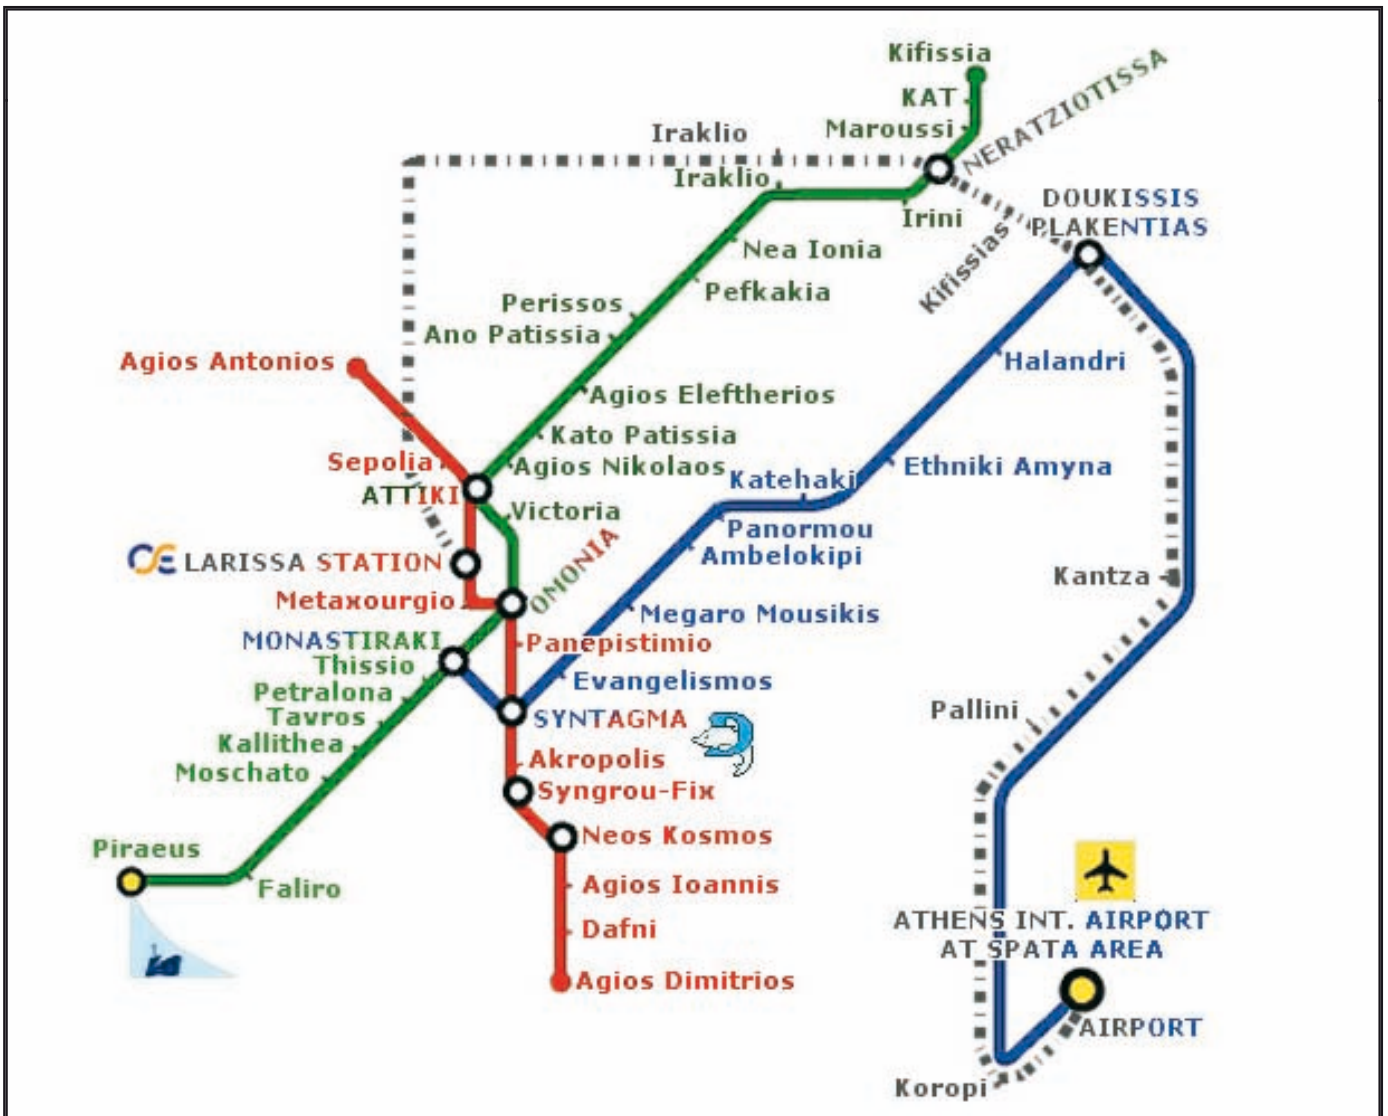 Kifissia
KAT
NERATZIOTISSA
Maroussi
Iraklio
Iraklio
Irini
DOUKISSIS
PLAKENTIAS
Kifissias
Nea Ionia
Pefkakia
Perissos
Ano Patissia
Agios Antonios
Halandri
Agios Eleftherios
Kato Patissia
Sepolia
Agios Nikolaos
Ethniki Amyna
Katehaki
ATTIKI
Victoria
Panormou
Ambelokipi
OMONIA
LARISSA STATION
Kantza
Metaxourgio
Megaro Mousikis
MONASTIRAKI
Panepistimio
Thissio
Evangelismos
Petralona
Tavros
SYNTAGMA
Pallini
Kallithea
Akropolis
Moschato
Syngrou-Fix
Neos Kosmos
Piraeus
Faliro
Agios Ioannis
ATHENS INT. AIRPORT
AT SPATA AREA
Dafni
Agios Dimitrios
AIRPORT
Koropi